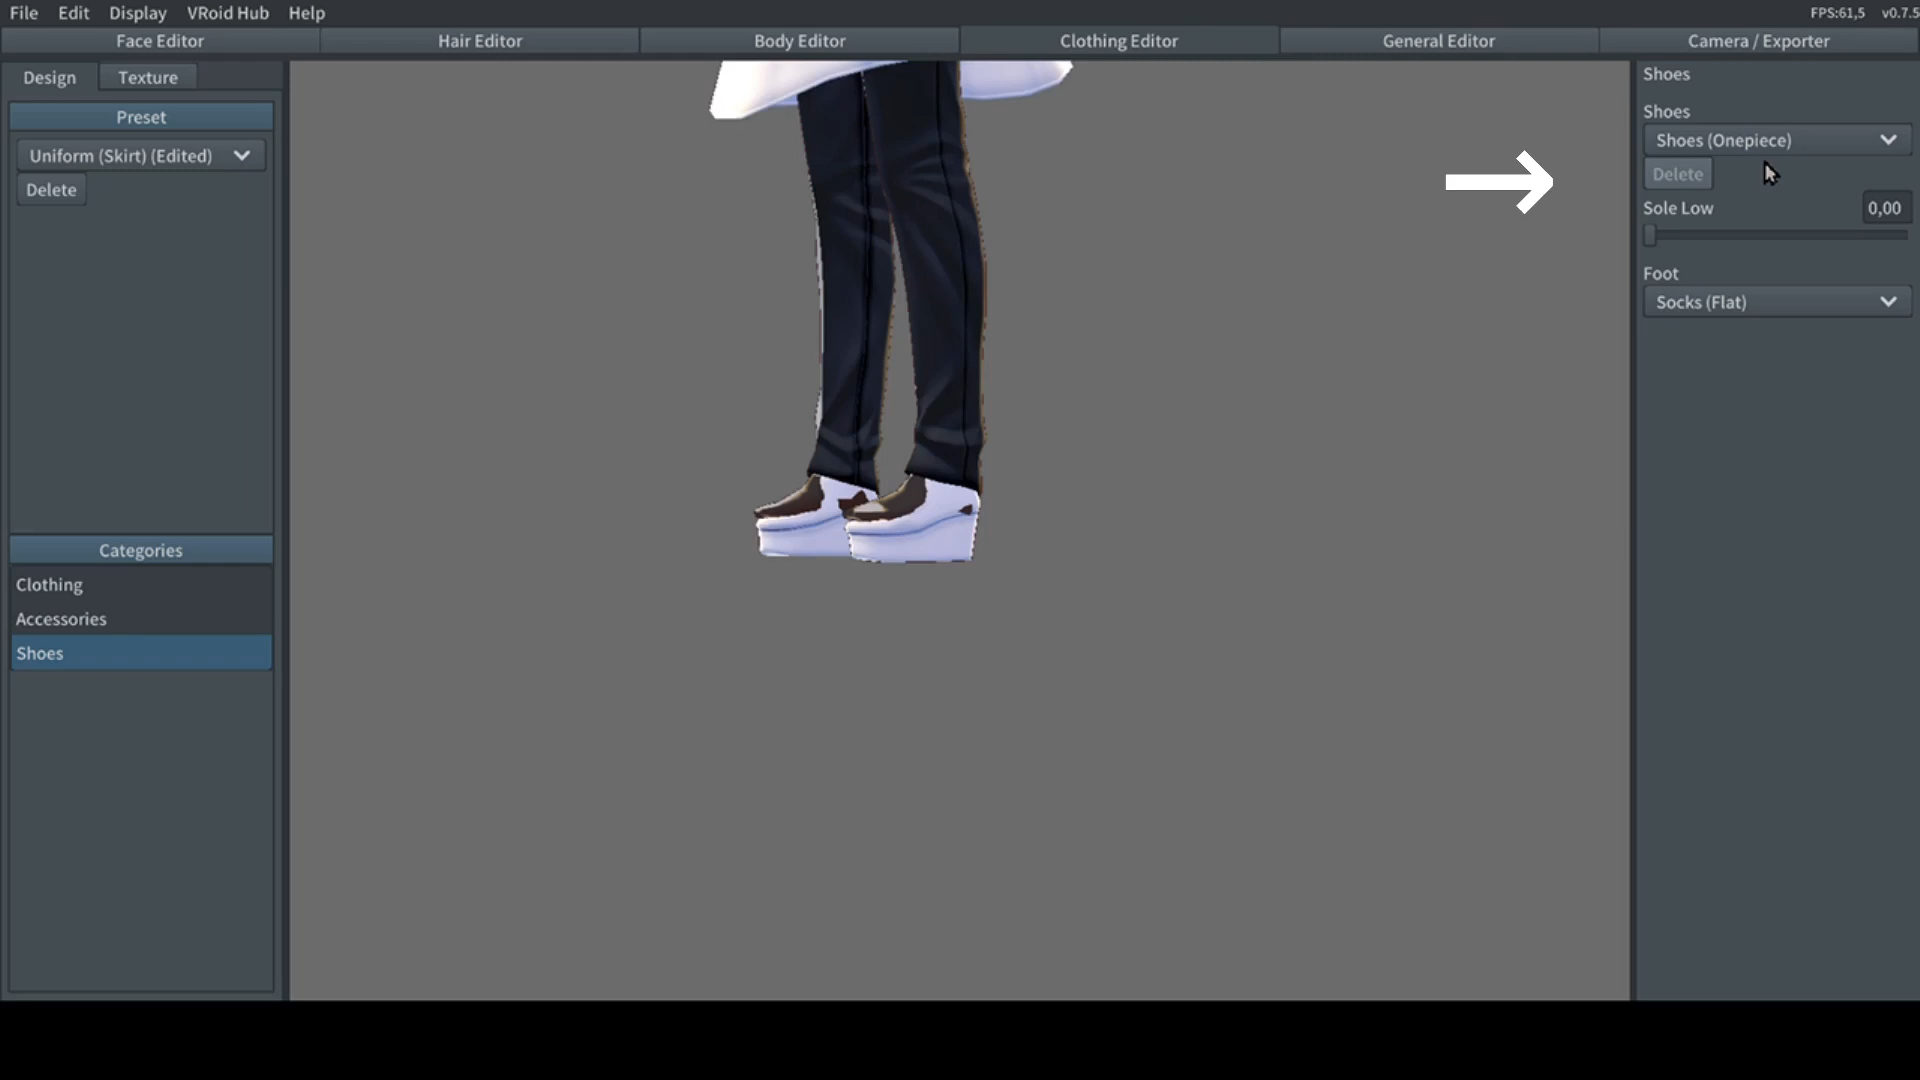 File Edit Display VRoid Hub Help
FPS:61,5 v0.7.5
Face Editor Hair Editor Body Editor Clothing Editor General Editor Camera / Exporter
Design Texture
Preset
Uniform (Skirt) (Edited)
Delete
Categories
Clothing
Accessories
Shoes
Shoes
Shoes
Shoes (Onepiece)
Delete
Sole Low 0,00
Foot
Socks (Flat)